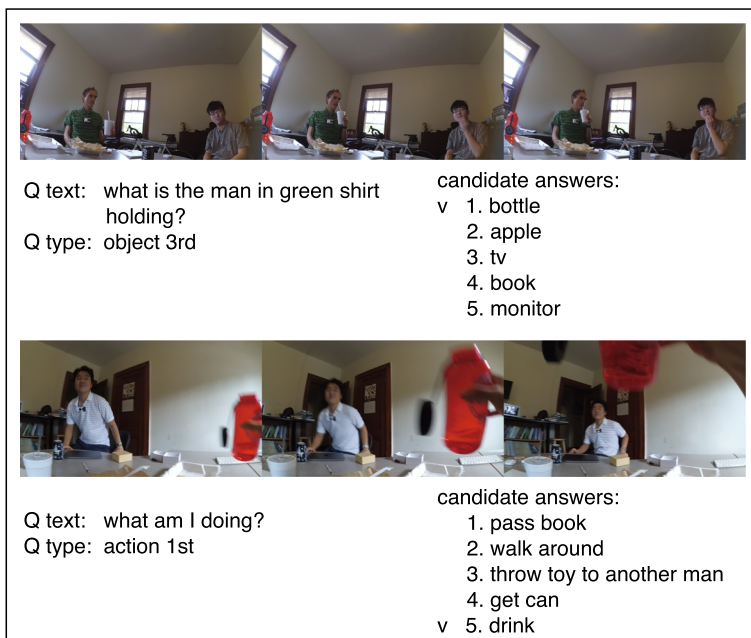 Q text: what is the man in green shirt
holding?
Q type: object 3rd
candidate answers:
v 1. bottle
2. apple
3. tv
4. book
5. monitor
Q text: what am I doing?
Q type: action 1st
candidate answers:
1. pass book
2. walk around
3. throw toy to another man
4. get can
v 5. drink